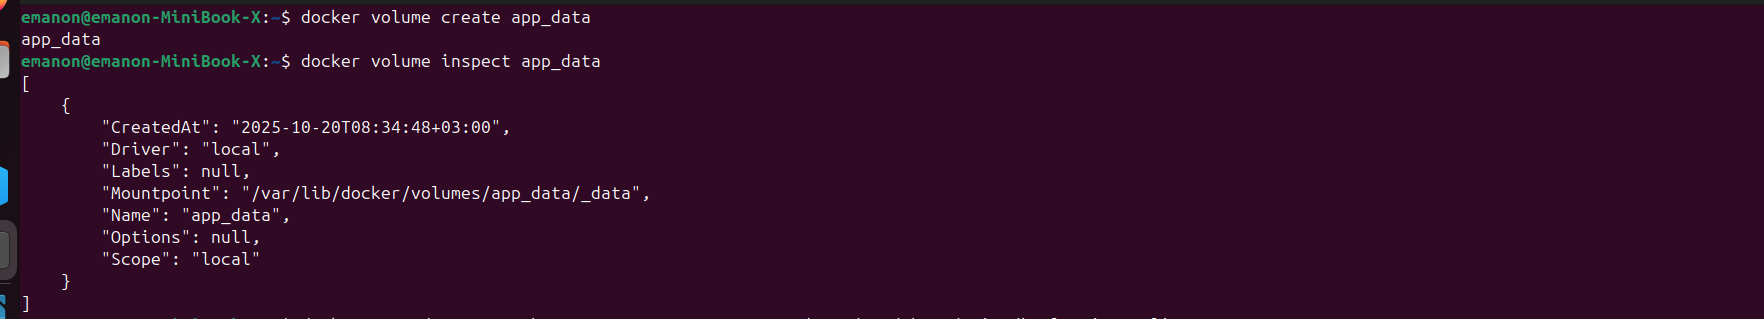 emanon@emanon-MiniBook-X:~$ docker volume create app_data
app_data
emanon@emanon-MiniBook-X:~$ docker volume inspect app_data
[
    {
        "CreatedAt": "2025-10-20T08:34:48+03:00",
        "Driver": "local",
        "Labels": null,
        "Mountpoint": "/var/lib/docker/volumes/app_data/_data",
        "Name": "app_data",
        "Options": null,
        "Scope": "local"
    }
]